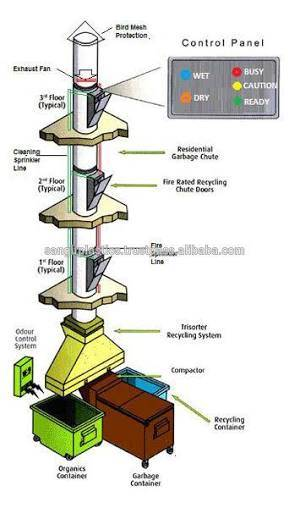 Bird Mesh
Protection
Control Panel
Exhaust Fan
WET
BUSY
CAUTION
DRY
READY
3rd Floor
(Typical)
Cleaning
Sprinkler
Line
Residential
Garbage Chute
2nd Floor
(Typical)
Fire Rated Recycling
Chute Doors
1st Floor
(Typical)
Fire
Sprinkler
Line
Odour
Control
System
Trisorter
Recycling System
Compactor
Recycling
Container
Organics
Container
Garbage
Container